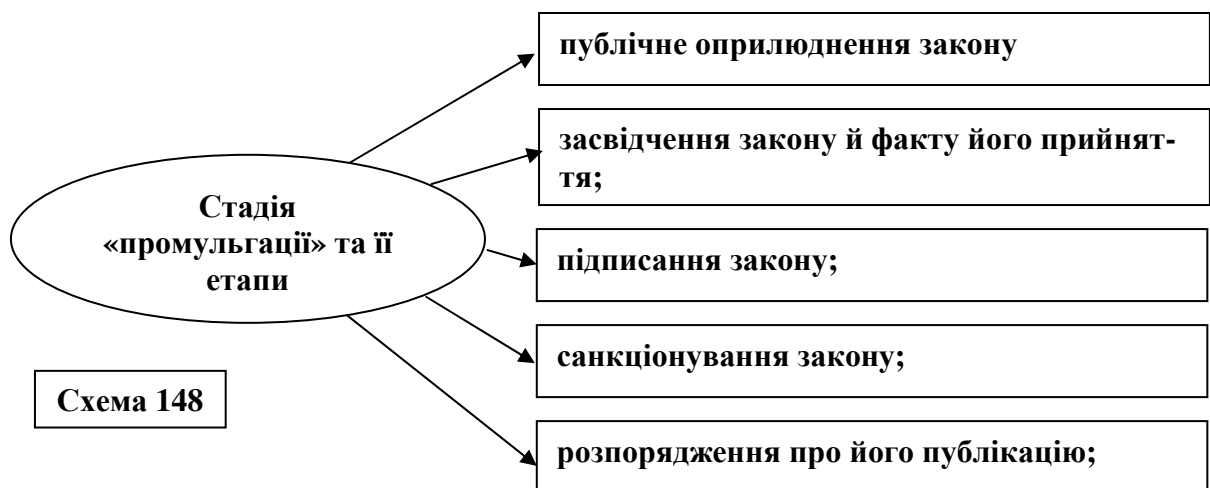 публічне оприлюднення закону
засвідчення закону й факту його прийнят-
тя;
Стадія
«промульгації» та її
етапи
підписання закону;
санкціонування закону;
Схема 148
розпорядження про його публікацію;